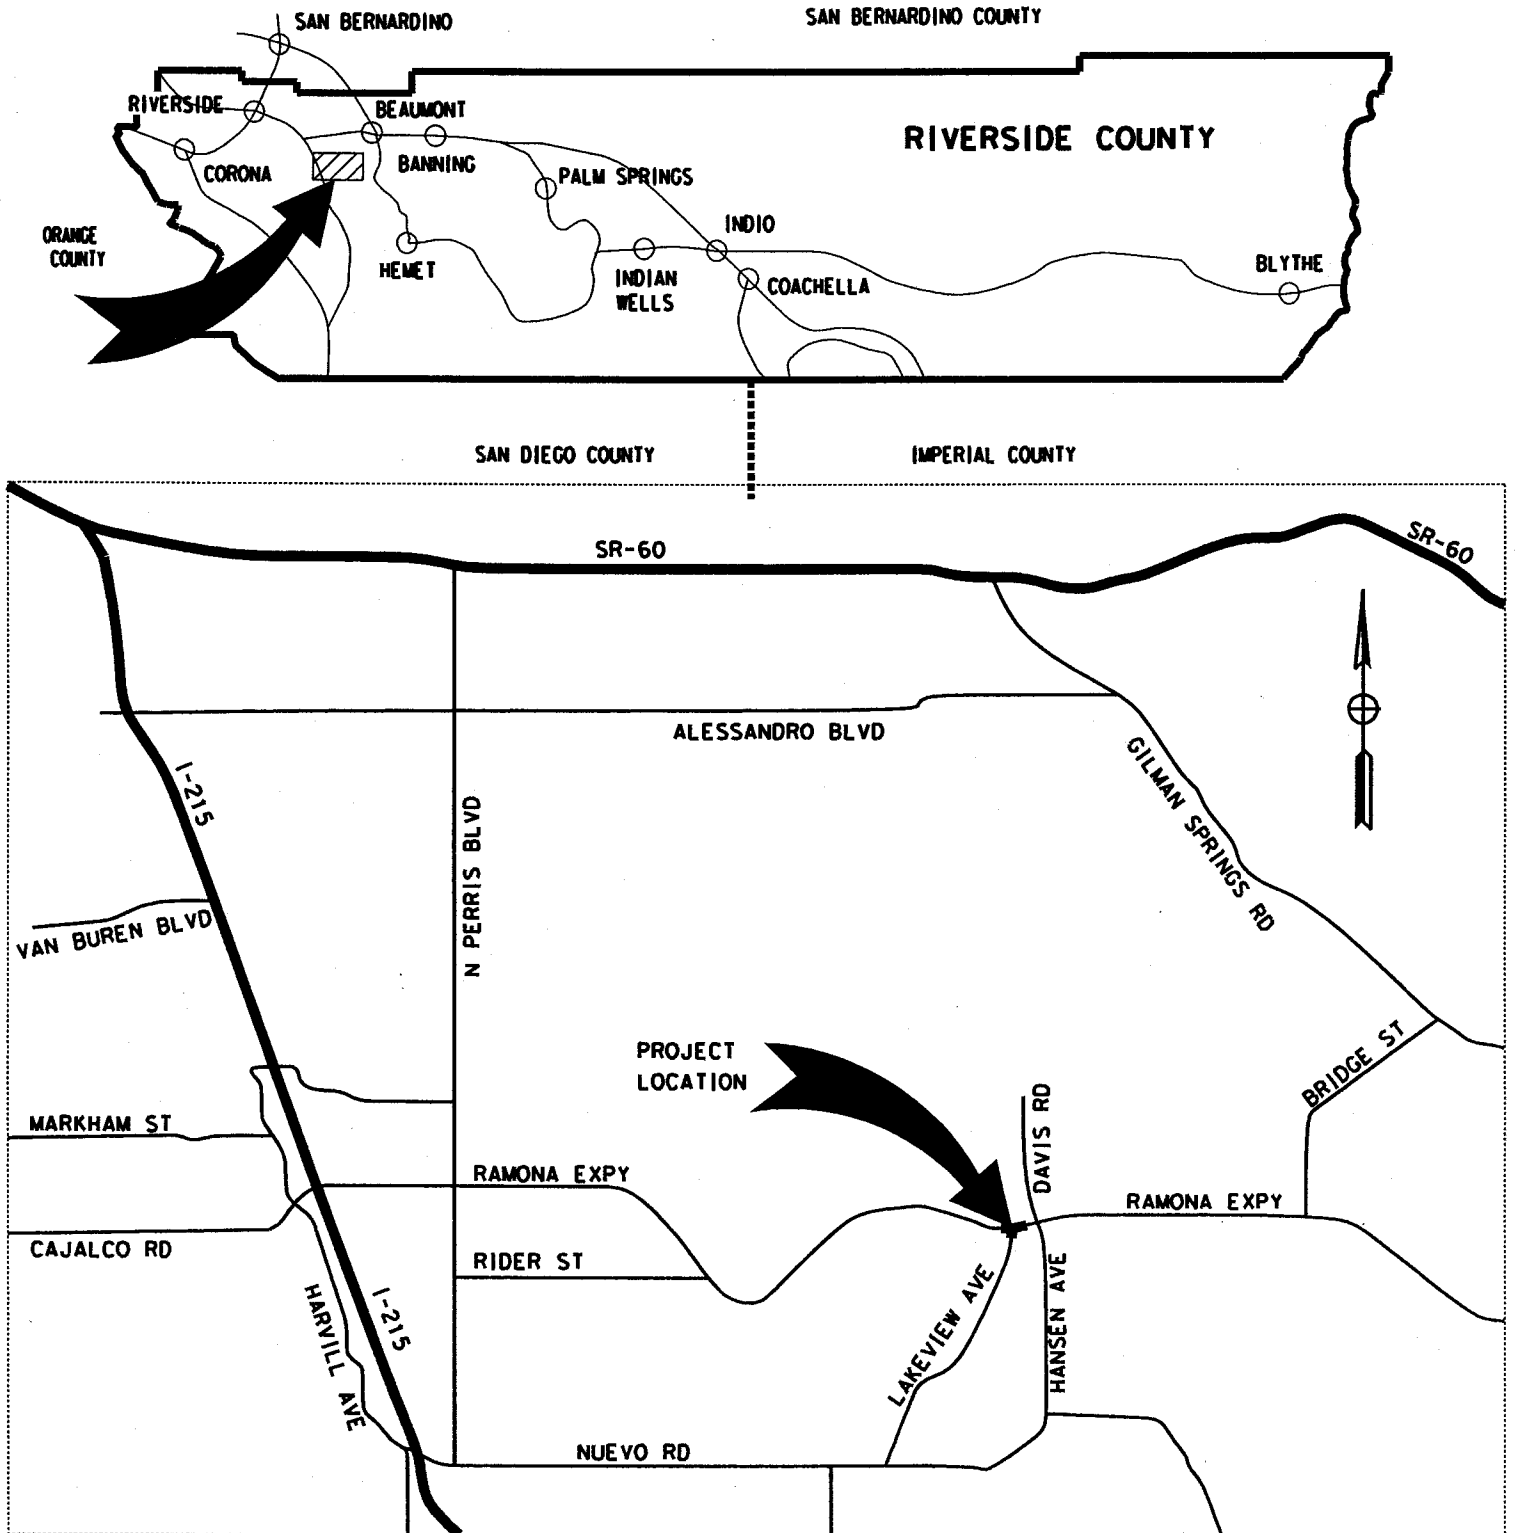 SAN BERNARDINO
SAN BERNARDINO COUNTY
RIVERSIDE
BEAUMONT
RIVERSIDE COUNTY
CORONA
BANNING
PALM SPRINGS
INDIO
ORANGE
COUNTY
HEMET
INDIAN
WELLS
COACHELLA
BLYTHE
SAN DIEGO COUNTY
IMPERIAL COUNTY
SR-60
SR-60
ALESSANDRO BLVD
I-215
N PERRIS BLVD
GILMAN SPRINGS RD
VAN BUREN BLVD
PROJECT
LOCATION
BRIDGE ST
DAVIS RD
MARKHAM ST
RAMONA EXPY
RAMONA EXPY
CAJALCO RD
RIDER ST
HARVILL AVE
I-215
LAKEVIEW AVE
HANSEN AVE
NUEVO RD